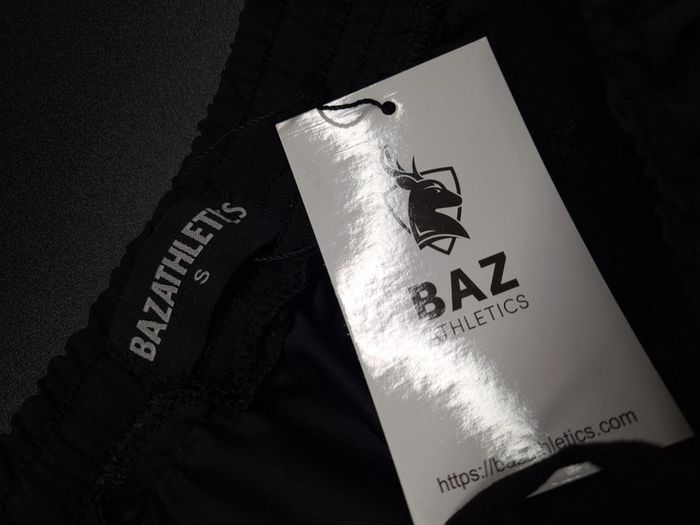 BAZATHLETICS
S
BAZ
ATHLETICS
https://bazathletics.com